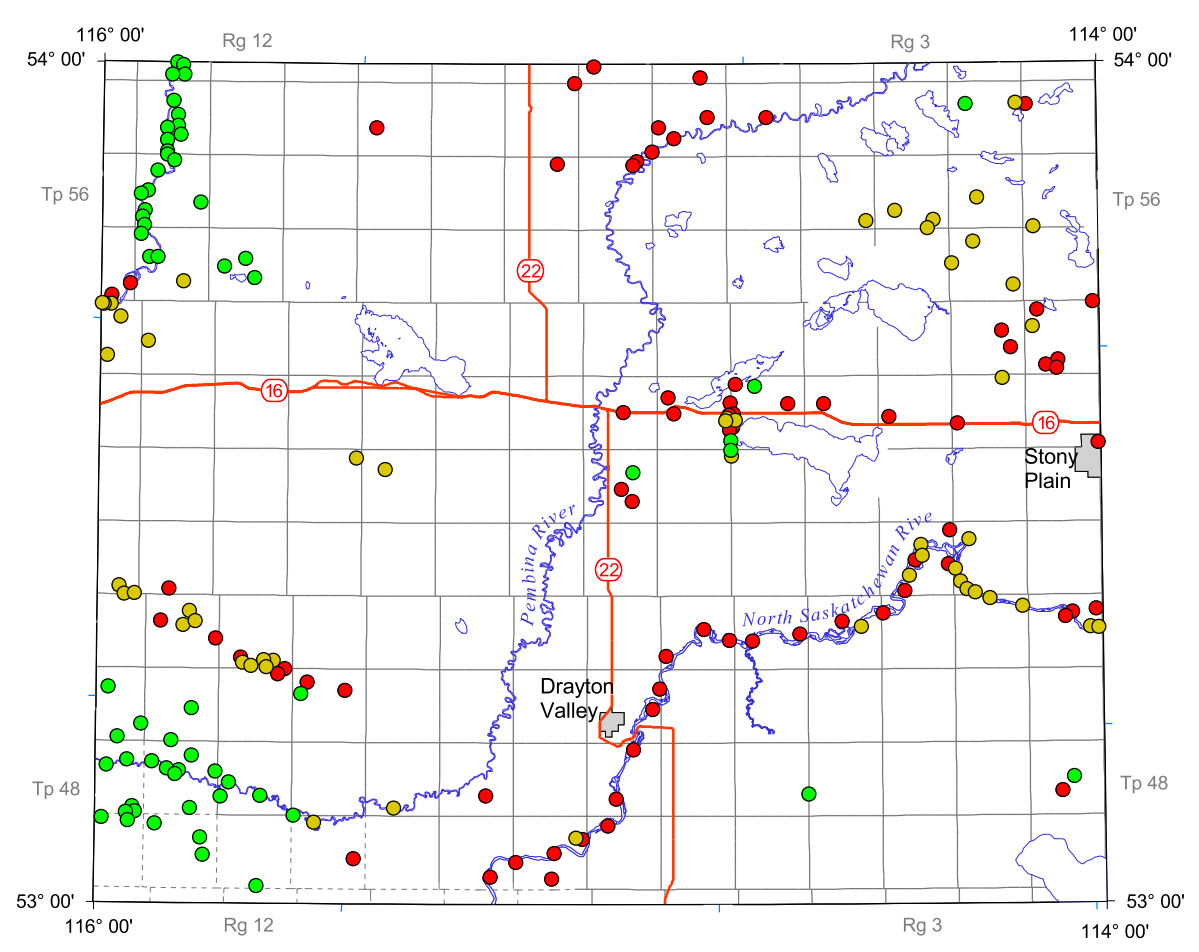 116° 00'
Rg 12
Rg 3
114° 00'
54° 00'
54° 00'
Tp 56
Tp 56
22
16
16
Stony
Plain
Pembina River
North Saskatchewan Rive
22
Drayton
Valley
Tp 48
Tp 48
53° 00'
53° 00'
116° 00'
Rg 12
Rg 3
114° 00'